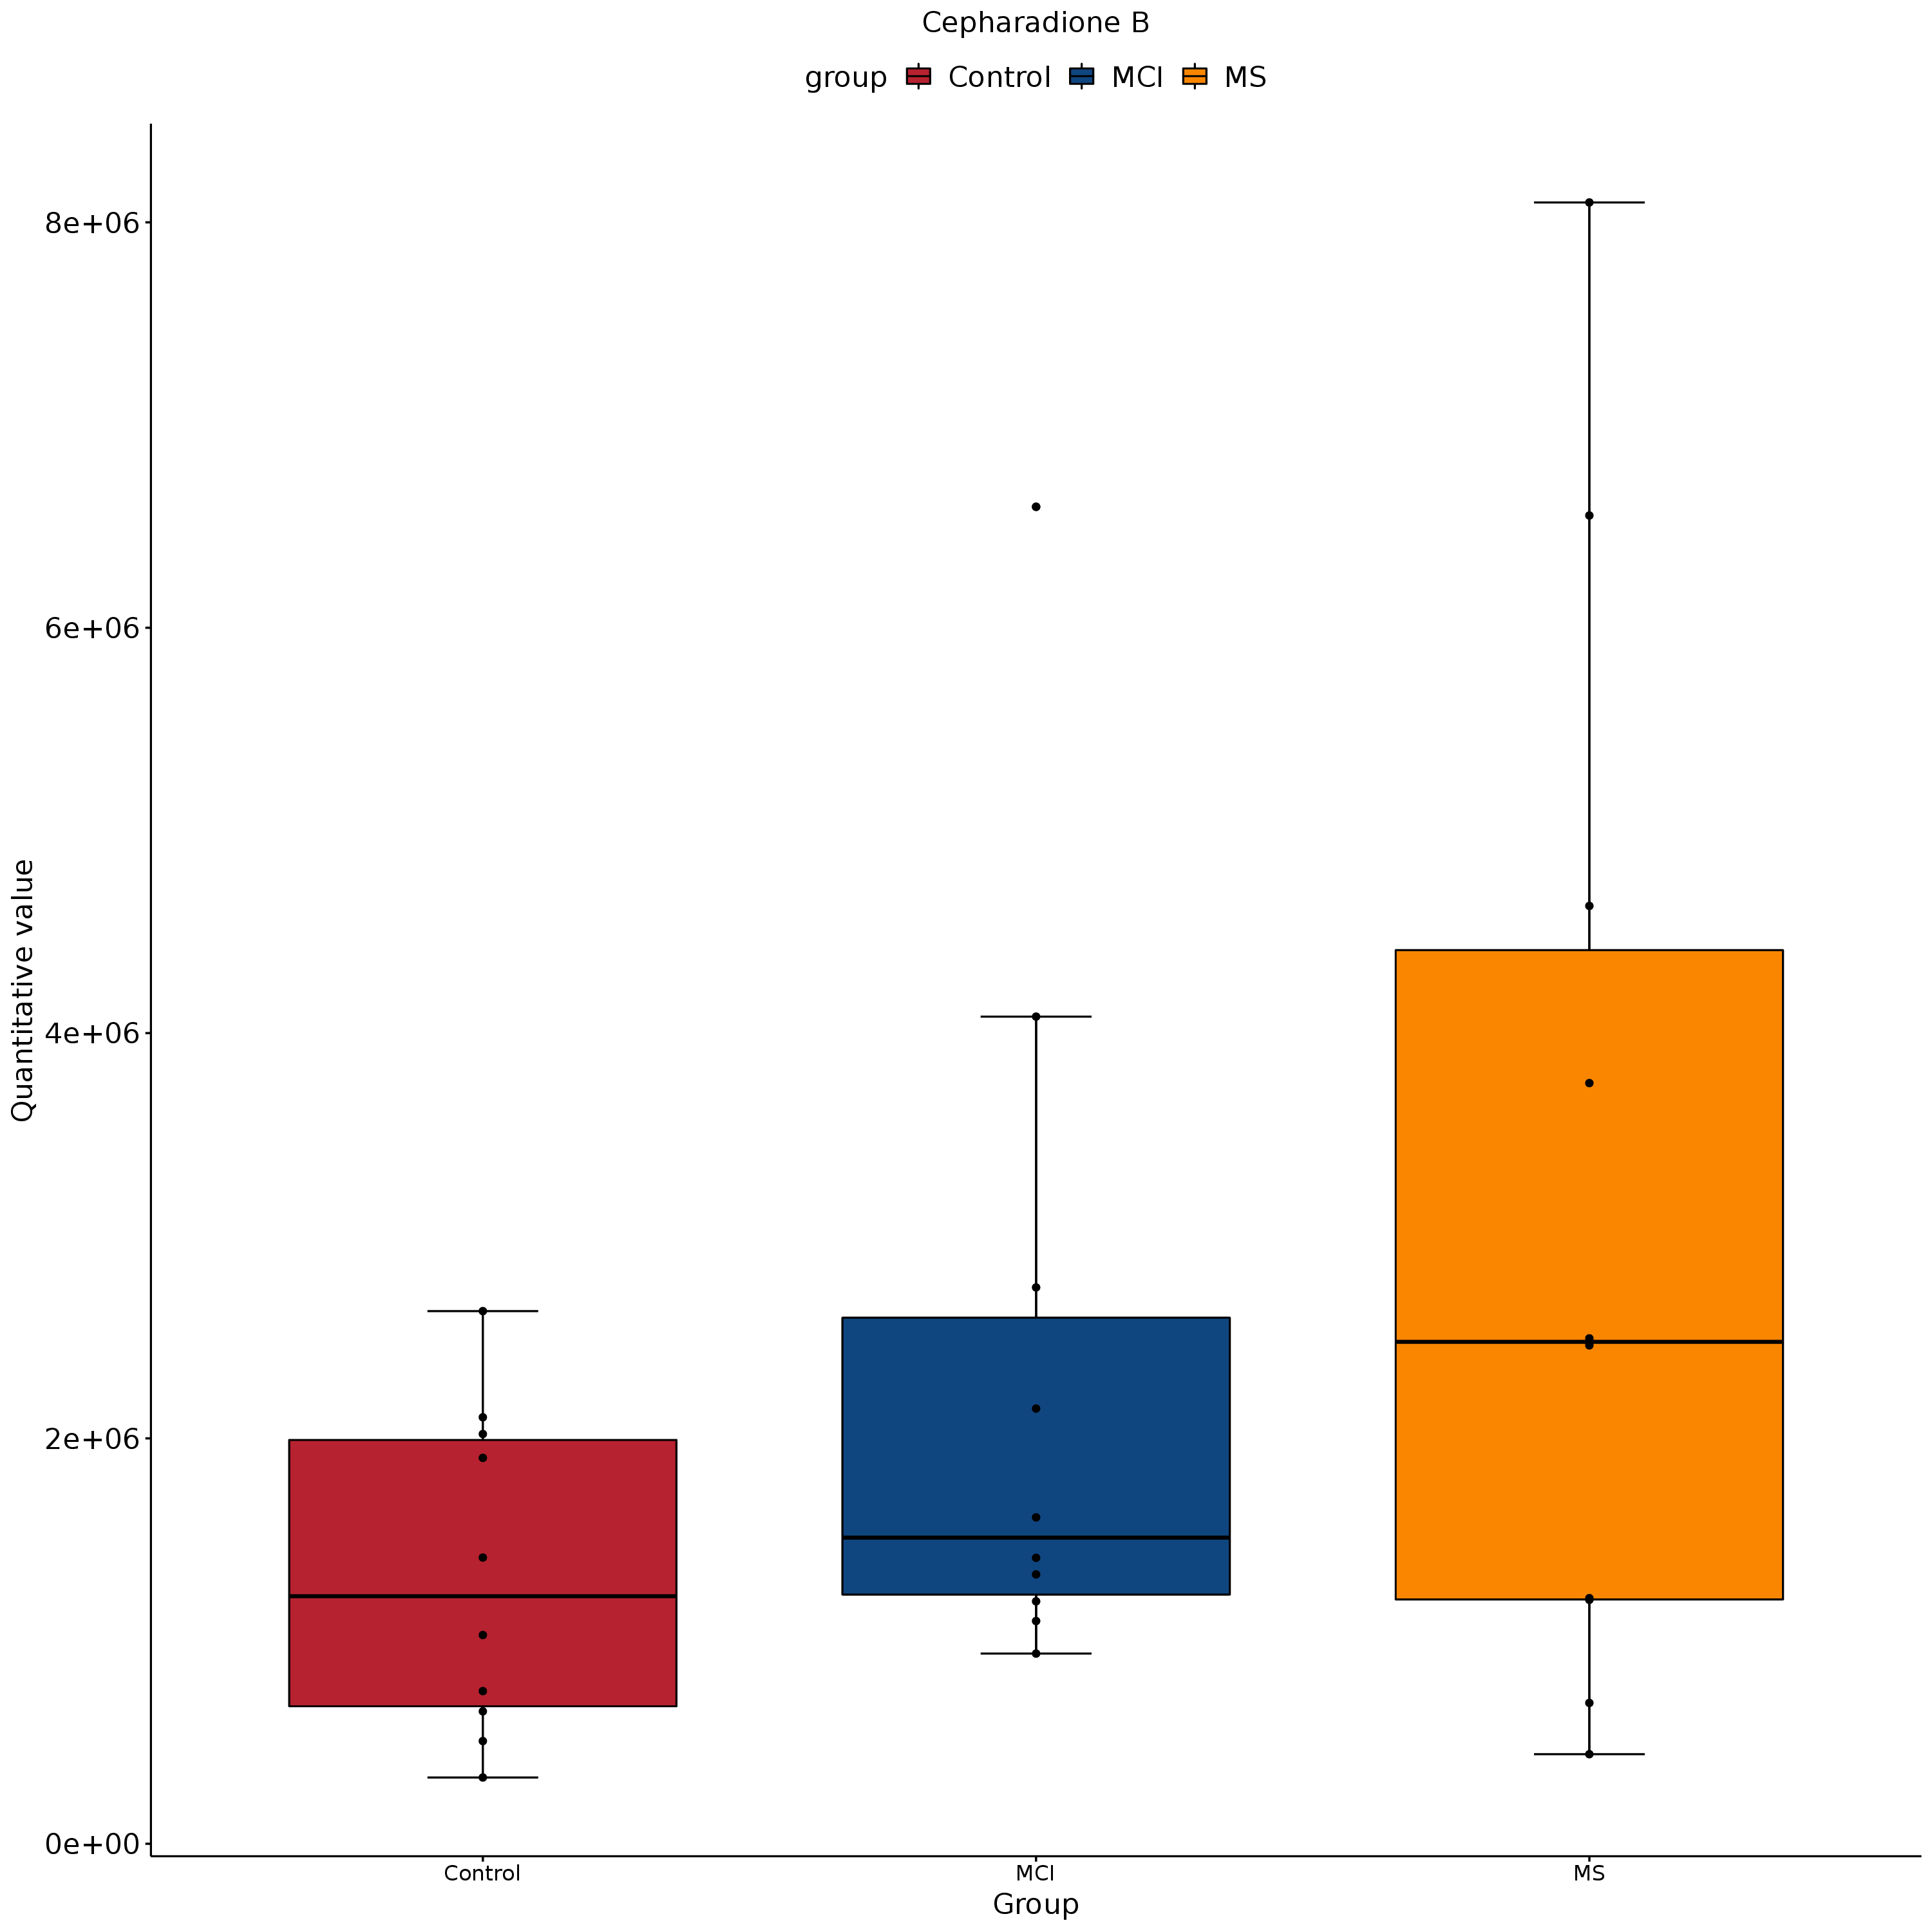 Cepharadione B
group Control MCI MS
Quantitative value
8e+06
6e+06
4e+06
2e+06
0e+00
Control MCI MS
Group